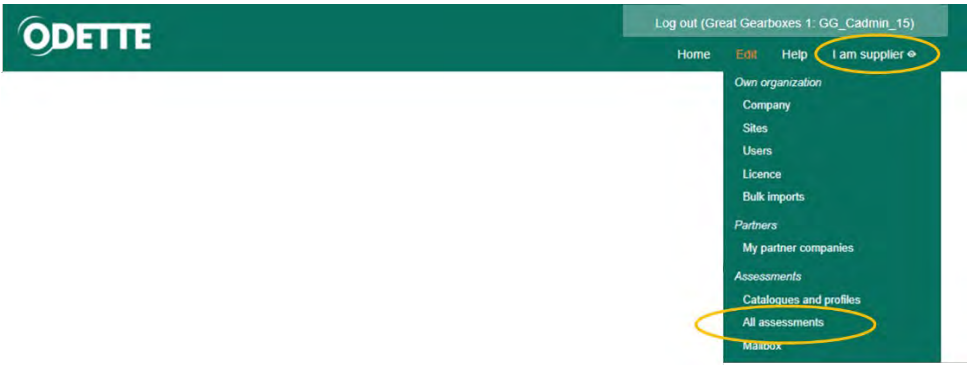 ODETTE
Log out (Great Gearboxes 1: GG_Cadmin_15)
Home Edit Help I am supplier
Own organization
Company
Sites
Users
Licence
Bulk imports
Partners
My partner companies
Assessments
Catalogues and profiles
All assessments
Mailbox